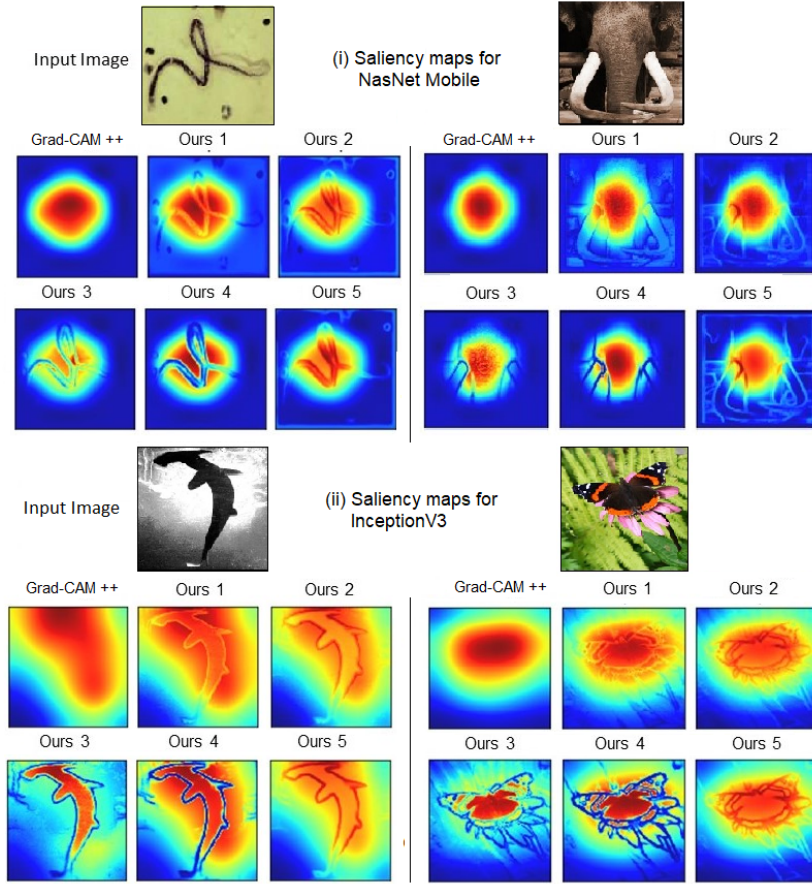 Input Image
(i) Saliency maps for
NasNet Mobile
Grad-CAM ++ Ours 1 Ours 2
Ours 3 Ours 4 Ours 5
Grad-CAM ++ Ours 1 Ours 2
Ours 3 Ours 4 Ours 5
Input Image
(ii) Saliency maps for
InceptionV3
Grad-CAM ++ Ours 1 Ours 2
Ours 3 Ours 4 Ours 5
Grad-CAM ++ Ours 1 Ours 2
Ours 3 Ours 4 Ours 5